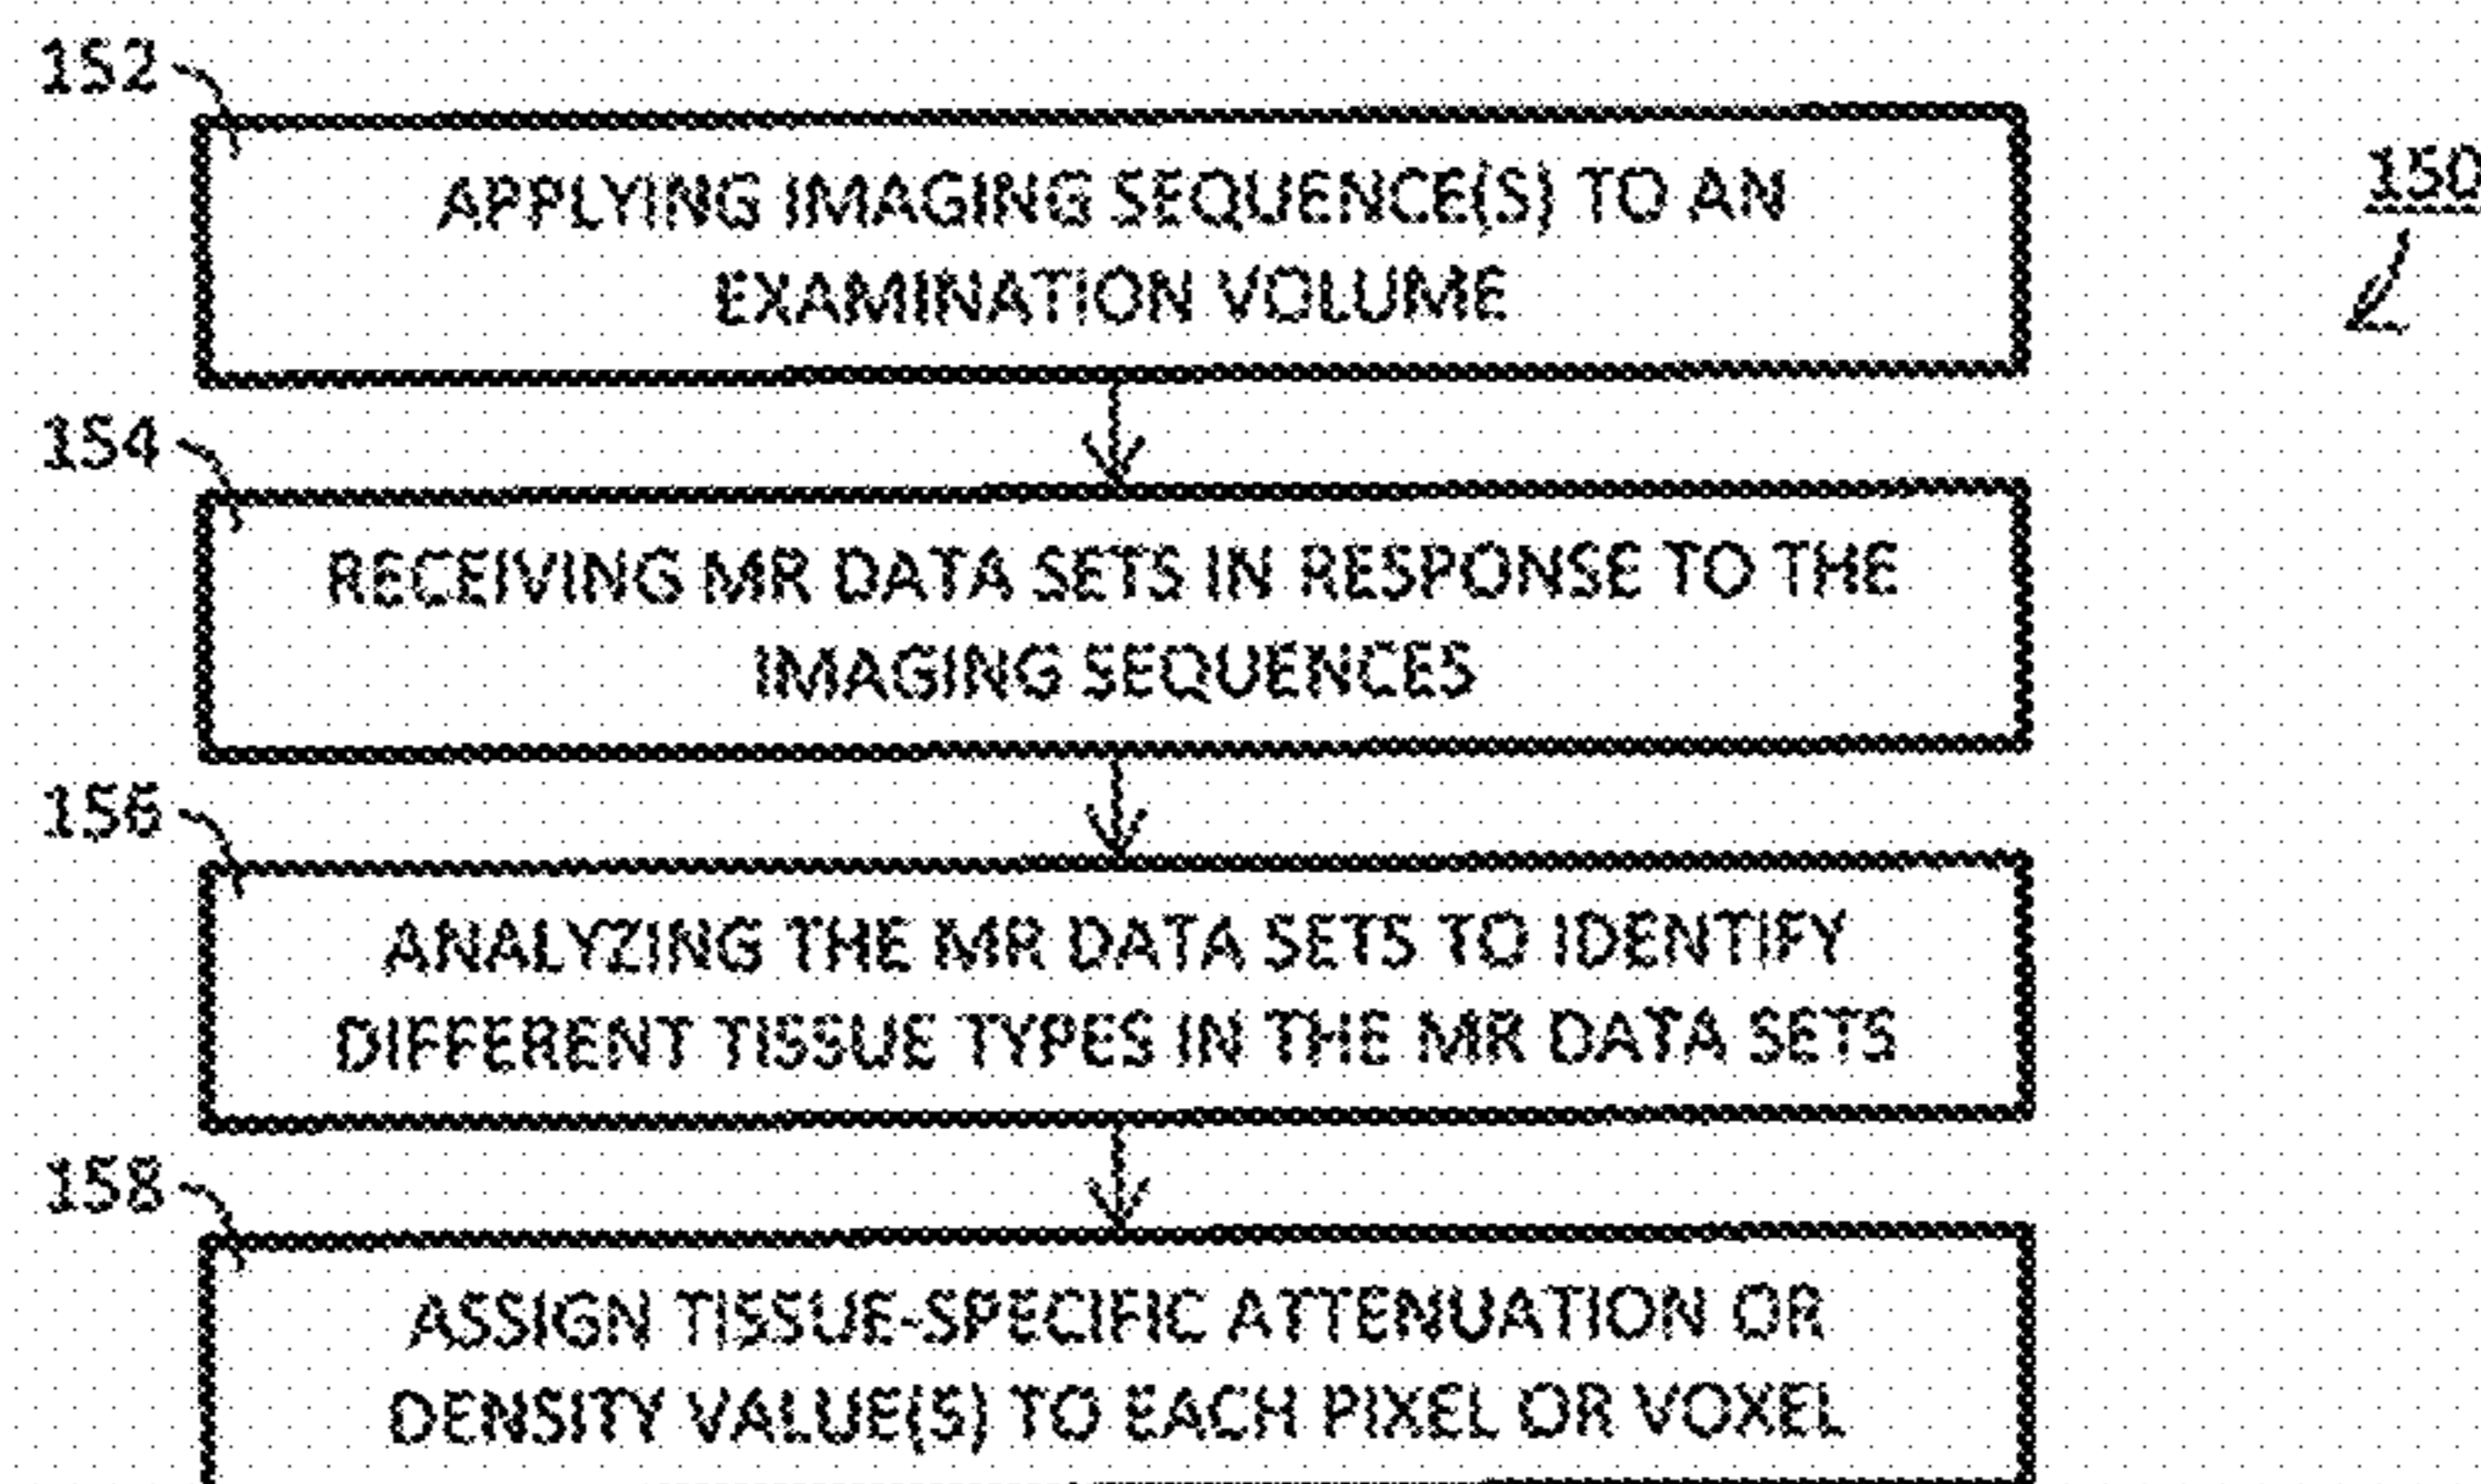 152
APPLYING IMAGING SEQUENCE(S) TO AN
EXAMINATION VOLUME
150
154
RECEIVING MR DATA SETS IN RESPONSE TO THE
IMAGING SEQUENCES
156
ANALYZING THE MR DATA SETS TO IDENTIFY
DIFFERENT TISSUE TYPES IN THE MR DATA SETS
158
ASSIGN TISSUE-SPECIFIC ATTENUATION OR
DENSITY VALUE(S) TO EACH PIXEL OR VOXEL